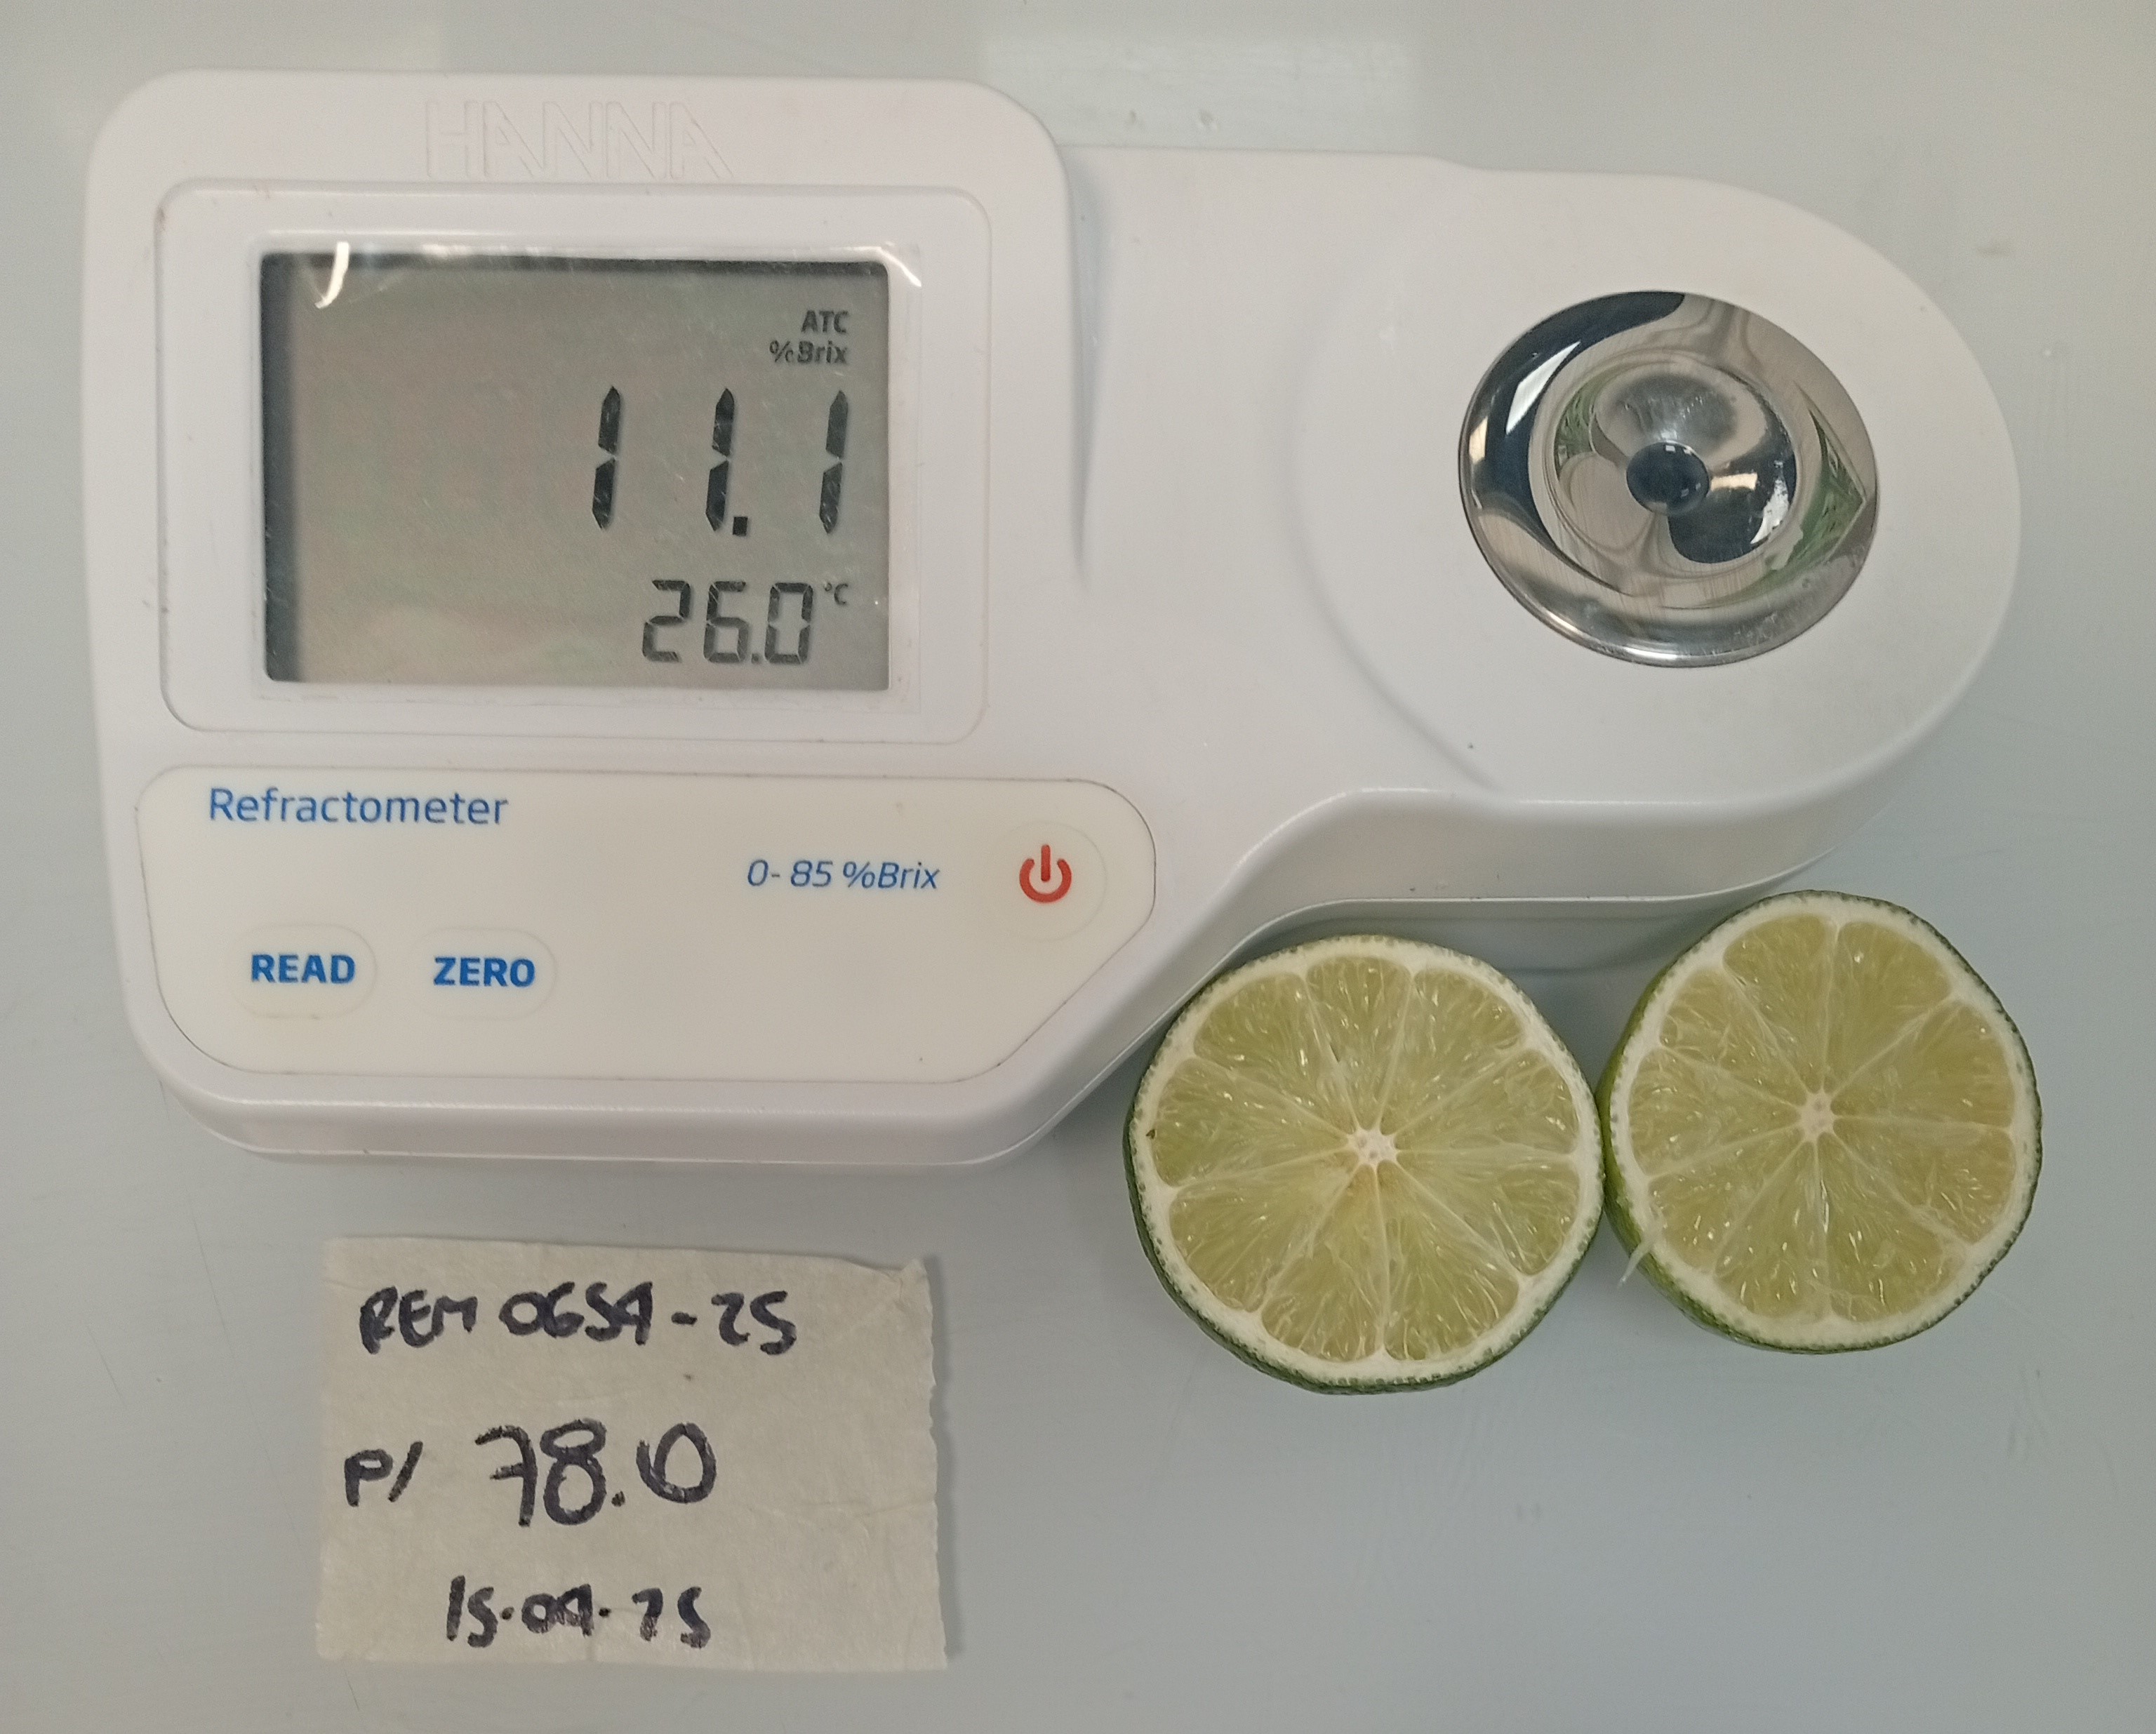 HANNA
ATC
%Brix
11.1
26.0 °C
Refractometer
0-85 %Brix
READ ZERO
REM 0654-25
P/ 78.0
15.04.25